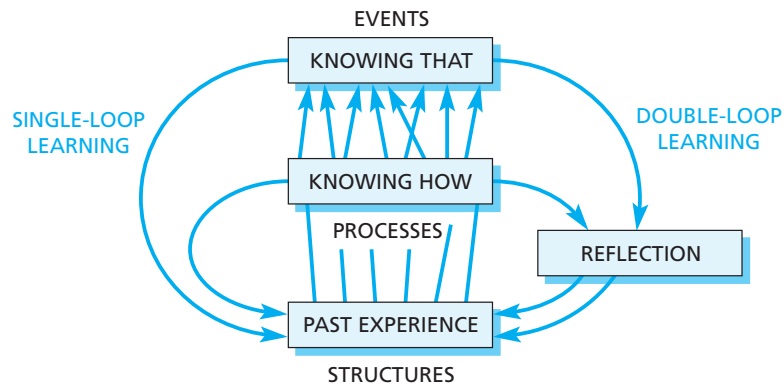 EVENTS
KNOWING THAT
SINGLE-LOOP
LEARNING
DOUBLE-LOOP
LEARNING
KNOWING HOW
PROCESSES
REFLECTION
PAST EXPERIENCE
STRUCTURES